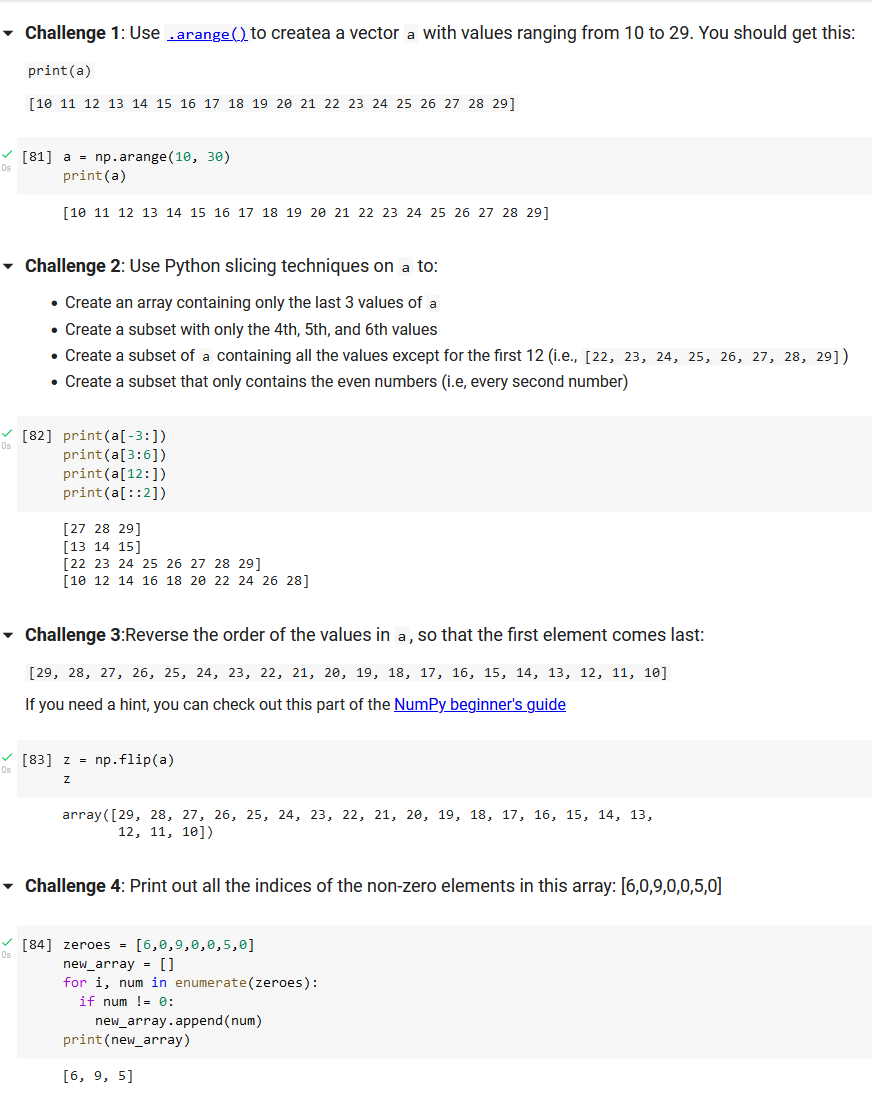 Challenge 1: Use .arange() to createa a vector a with values ranging from 10 to 29. You should get this:
print(a)
[10 11 12 13 14 15 16 17 18 19 20 21 22 23 24 25 26 27 28 29]
[81] a = np.arange(10, 30)
0s
print(a)
[10 11 12 13 14 15 16 17 18 19 20 21 22 23 24 25 26 27 28 29]
Challenge 2: Use Python slicing techniques on a to:
• Create an array containing only the last 3 values of a
• Create a subset with only the 4th, 5th, and 6th values
• Create a subset of a containing all the values except for the first 12 (i.e., [22, 23, 24, 25, 26, 27, 28, 29])
• Create a subset that only contains the even numbers (i.e, every second number)
[82] print(a[-3:])
0s
print(a[3:6])
print(a[12:])
print(a[::2])
[27 28 29]
[13 14 15]
[22 23 24 25 26 27 28 29]
[10 12 14 16 18 20 22 24 26 28]
Challenge 3:Reverse the order of the values in a, so that the first element comes last:
[29, 28, 27, 26, 25, 24, 23, 22, 21, 20, 19, 18, 17, 16, 15, 14, 13, 12, 11, 10]
If you need a hint, you can check out this part of the NumPy beginner's guide
[83] z = np.flip(a)
0s
z
array([29, 28, 27, 26, 25, 24, 23, 22, 21, 20, 19, 18, 17, 16, 15, 14, 13,
12, 11, 10])
Challenge 4: Print out all the indices of the non-zero elements in this array: [6,0,9,0,0,5,0]
[84] zeroes = [6,0,9,0,0,5,0]
0s
new_array = []
for i, num in enumerate(zeroes):
if num != 0:
new_array.append(num)
print(new_array)
[6, 9, 5]